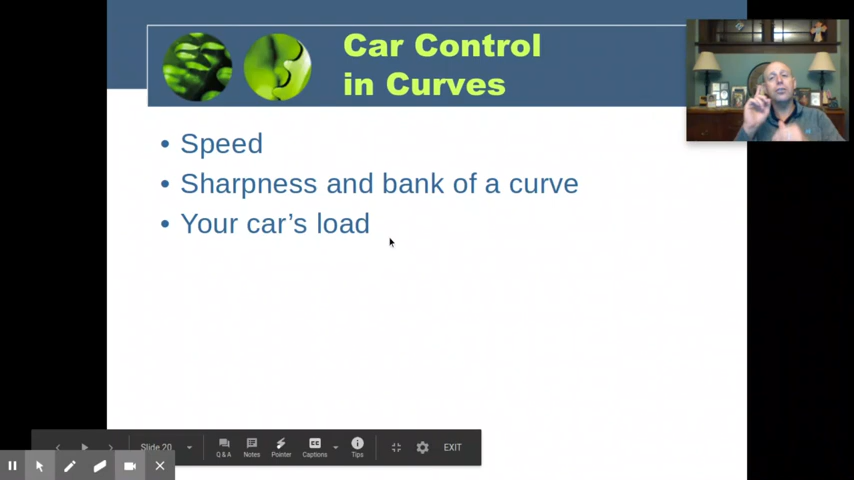 Car Control
in Curves
• Speed
• Sharpness and bank of a curve
• Your car's load
Slide 20
Q & A
Notes
Pointer
CC
Captions
Tips
EXIT